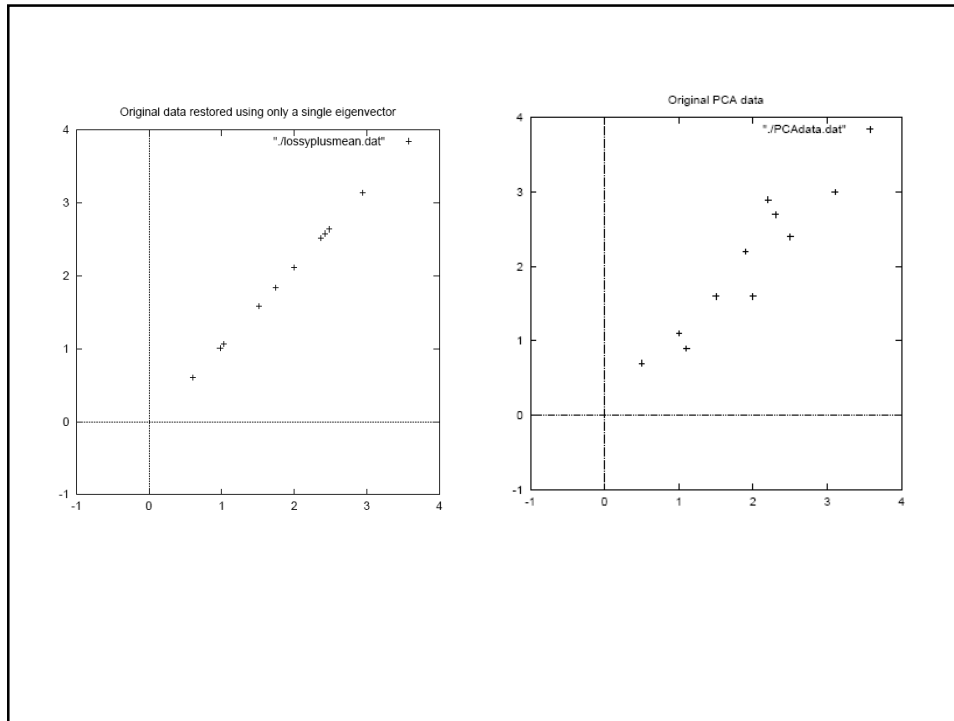 Original data restored using only a single eigenvector
"./lossyplusmean.dat"
4
3
2
1
0
-1
-1 0 1 2 3 4
Original PCA data
"./PCAdata.dat"
4
3
2
1
0
-1
-1 0 1 2 3 4